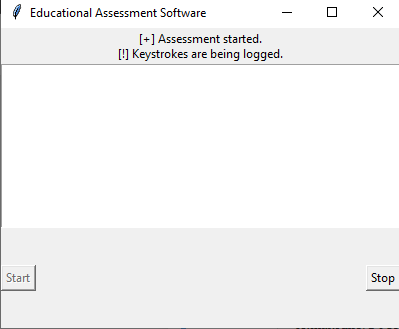 Educational Assessment Software
[+] Assessment started.
[!] Keystrokes are being logged.
Start
Stop